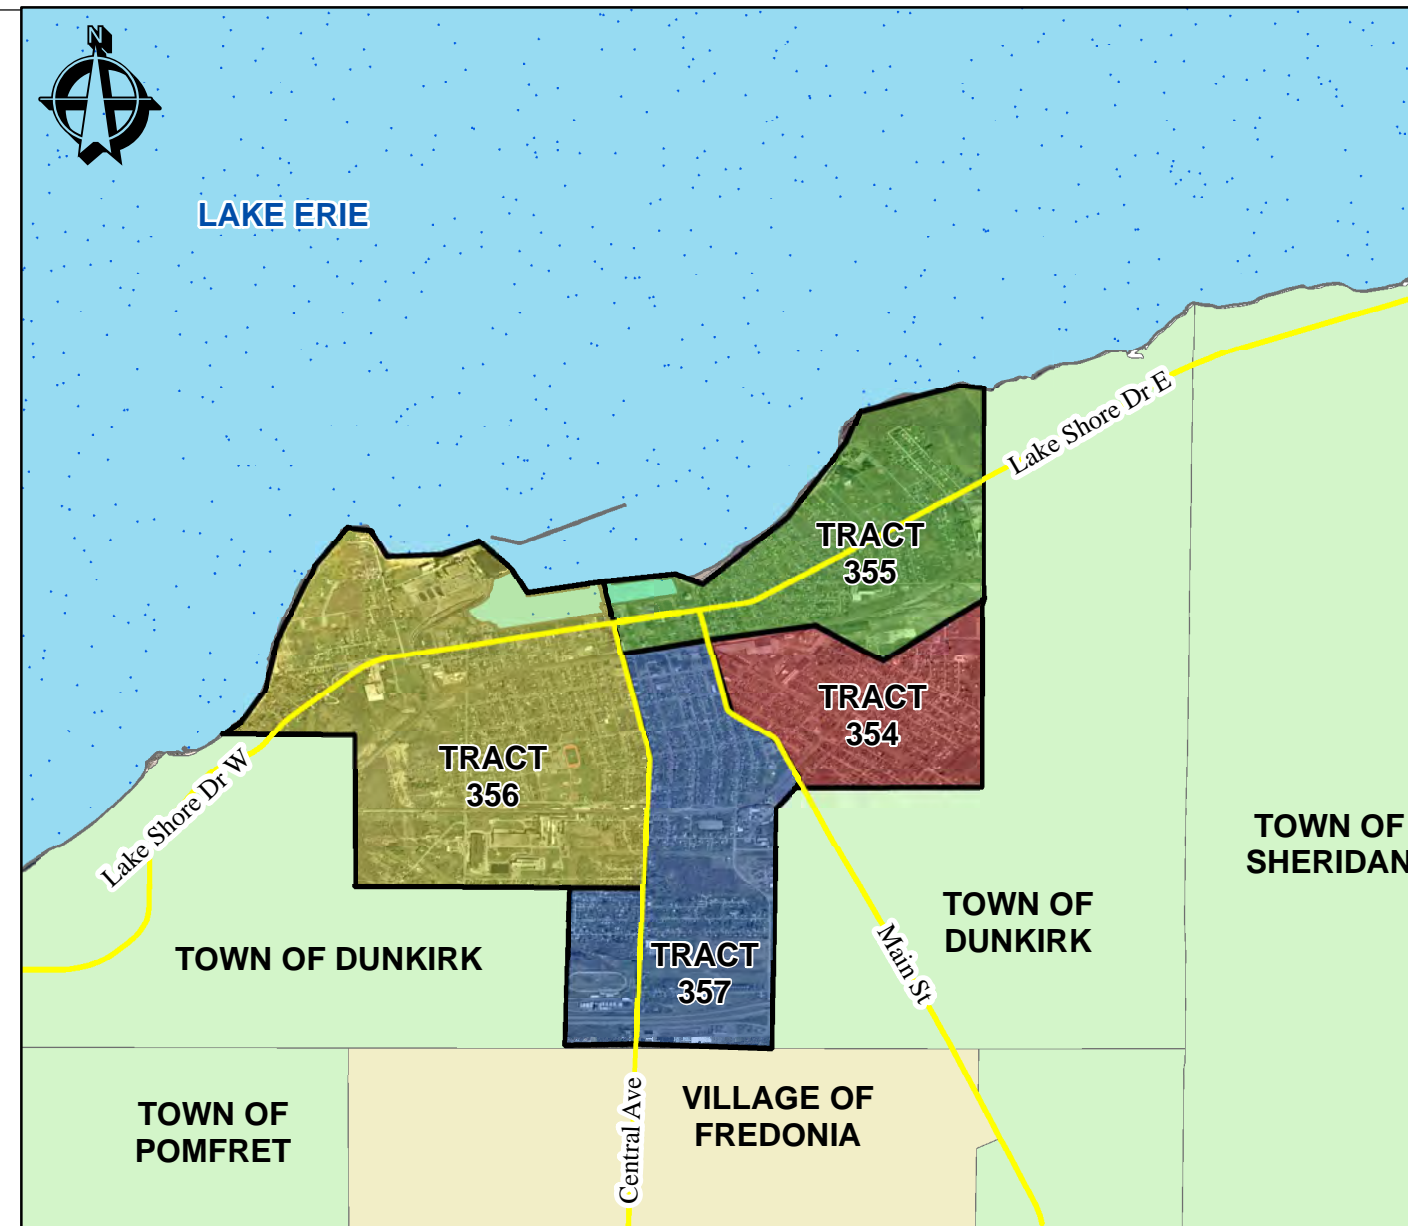 N
LAKE ERIE
Lake Shore Dr E
TRACT
355
TRACT
354
TRACT
356
Lake Shore Dr W
TOWN OF
SHERIDAN
TOWN OF
DUNKIRK
TOWN OF DUNKIRK
TRACT
357
Main St
Central Ave
VILLAGE OF
FREDONIA
TOWN OF
POMFRET